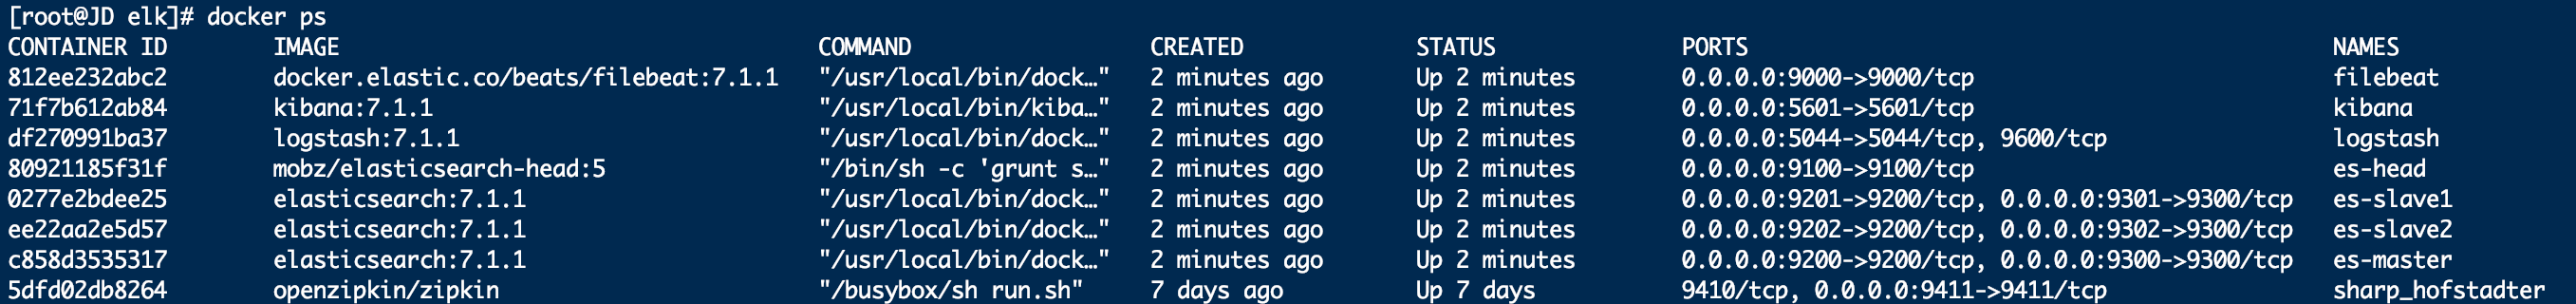 [root@JD elk]# docker ps
CONTAINER ID        IMAGE                                    COMMAND                  CREATED             STATUS              PORTS                                            NAMES
812ee232abc2        docker.elastic.co/beats/filebeat:7.1.1   "/usr/local/bin/dock…"   2 minutes ago       Up 2 minutes        0.0.0.0:9000->9000/tcp                           filebeat
71f7b612ab84        kibana:7.1.1                             "/usr/local/bin/kiba…"   2 minutes ago       Up 2 minutes        0.0.0.0:5601->5601/tcp                           kibana
df270991ba37        logstash:7.1.1                           "/usr/local/bin/dock…"   2 minutes ago       Up 2 minutes        0.0.0.0:5044->5044/tcp, 9600/tcp                 logstash
80921185f31f        mobz/elasticsearch-head:5                "/bin/sh -c 'grunt s…"   2 minutes ago       Up 2 minutes        0.0.0.0:9100->9100/tcp                           es-head
0277e2bdee25        elasticsearch:7.1.1                      "/usr/local/bin/dock…"   2 minutes ago       Up 2 minutes        0.0.0.0:9201->9200/tcp, 0.0.0.0:9301->9300/tcp   es-slave1
ee22aa2e5d57        elasticsearch:7.1.1                      "/usr/local/bin/dock…"   2 minutes ago       Up 2 minutes        0.0.0.0:9202->9200/tcp, 0.0.0.0:9302->9300/tcp   es-slave2
c858d3535317        elasticsearch:7.1.1                      "/usr/local/bin/dock…"   2 minutes ago       Up 2 minutes        0.0.0.0:9200->9200/tcp, 0.0.0.0:9300->9300/tcp   es-master
5dfd02db8264        openzipkin/zipkin                        "/busybox/sh run.sh"     7 days ago          Up 7 days           9410/tcp, 0.0.0.0:9411->9411/tcp                 sharp_hofstadter